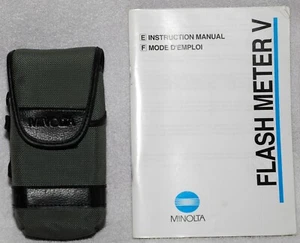 MINOLTA
E INSTRUCTION MANUAL
F MODE D'EMPLOI
FLASH METER V
MINOLTA